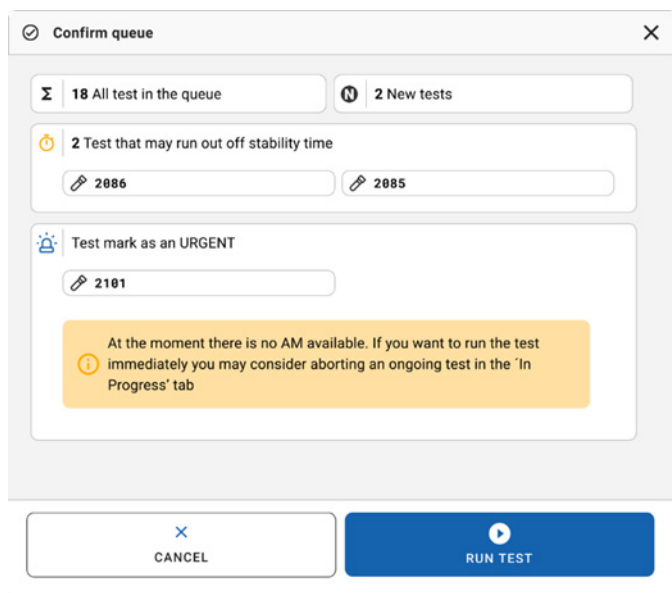 Confirm queue
Σ 18 All test in the queue
N 2 New tests
2 Test that may run out off stability time
2086
2085
Test mark as an URGENT
2101
At the moment there is no AM available. If you want to run the test
immediately you may consider aborting an ongoing test in the ´In
Progress' tab
CANCEL
RUN TEST